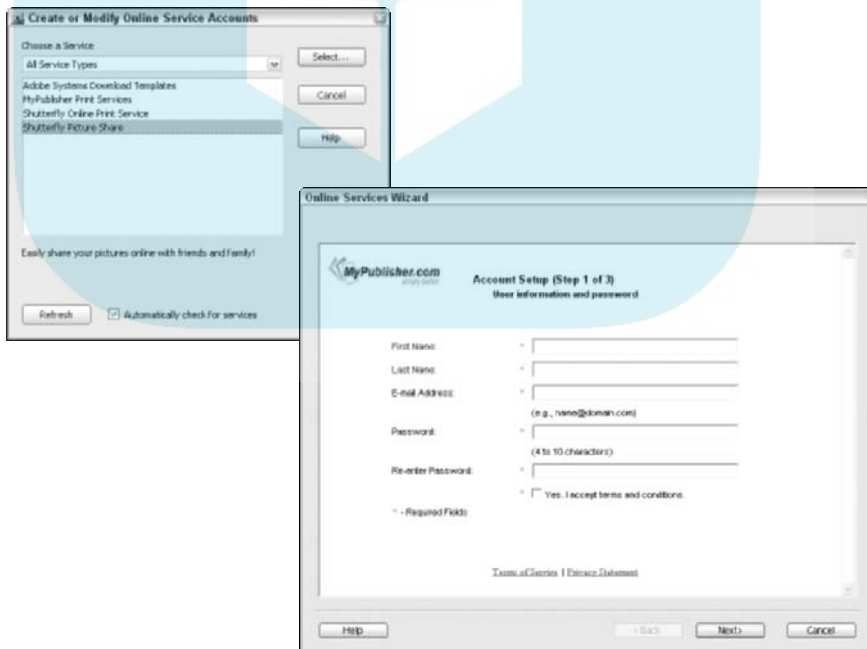 Create or Modify Online Service Accounts
Choose a Service
All Service Types
Select...
Adobe Systems Download Templates
MyPublisher Print Services
Shutterfly Online Print Service
Shutterfly Picture Share
Cancel
Help
Easily share your pictures online with friends and family!
Refresh
Automatically check for services
Online Services Wizard
MyPublisher.com
Account Setup (Step 1 of 3)
User information and password
First Name: *
Last Name: *
E-mail Address: *
(e.g., name@domain.com)
Password: *
(4 to 10 characters)
Re-enter Password: *
* Yes. I accept terms and conditions.
* - Required Fields
Terms of Service | Privacy Statement
Help
< Back
Next>
Cancel